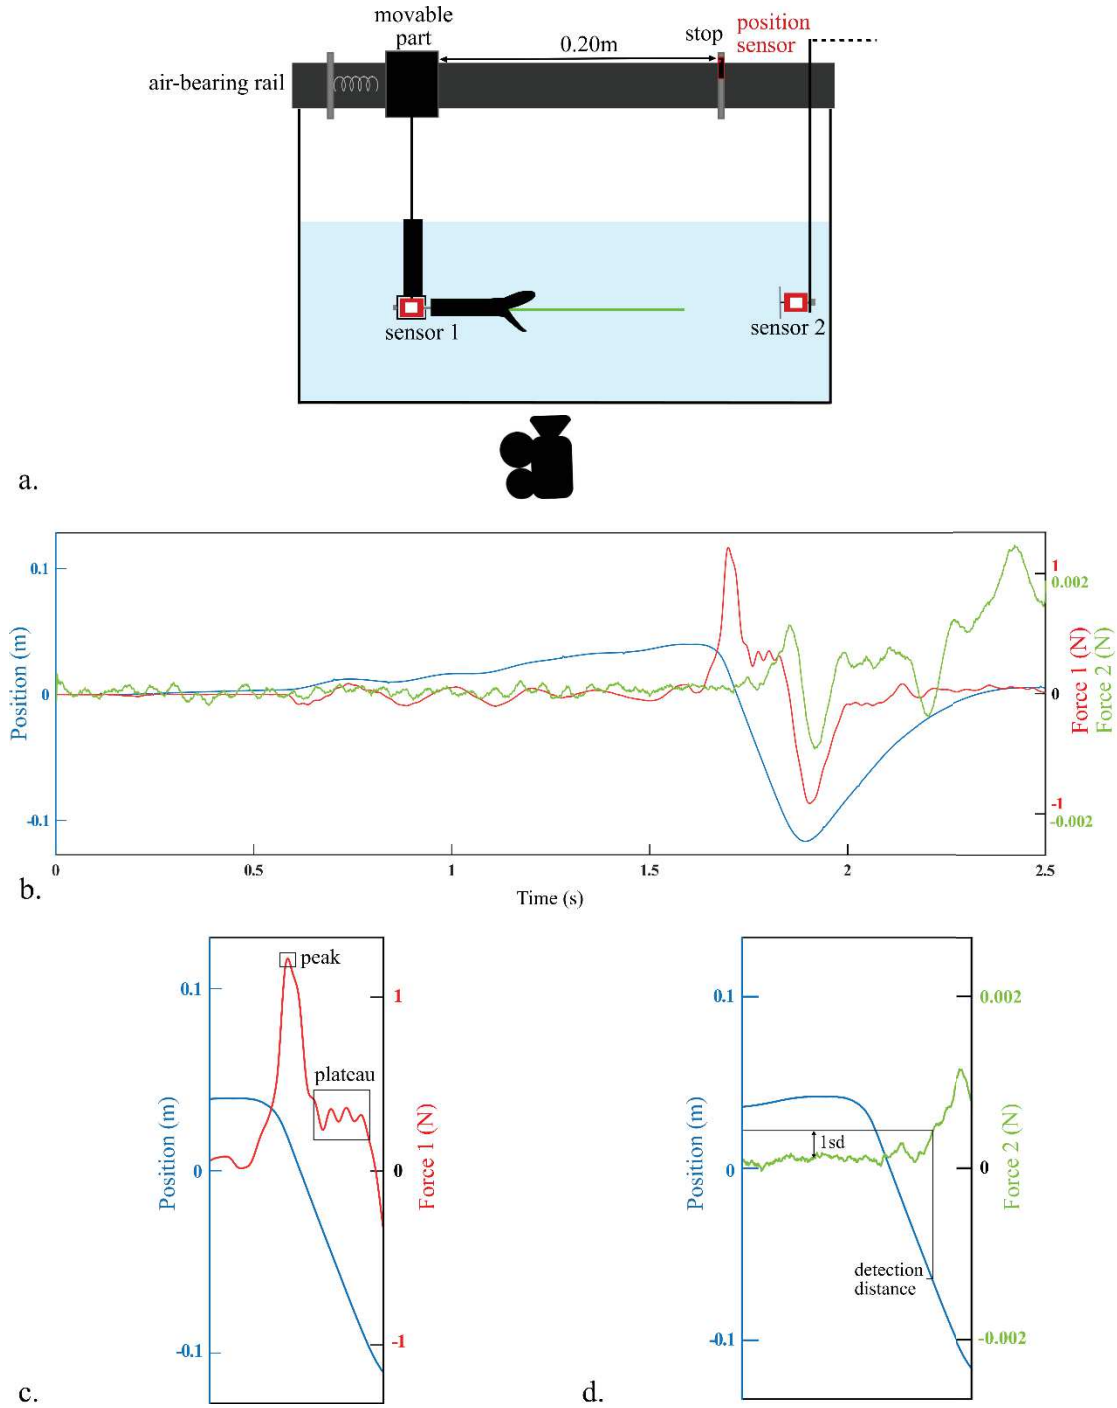 movable
part
0.20m
stop
position
sensor
air-bearing rail
sensor 1
sensor 2
a.
Position (m)
0.1
0
-0.1
0
0.5
1
1.5
2
2.5
Time (s)
1
0.002
0
-1
-0.002
Force 1 (N)
Force 2 (N)
b.
Position (m)
0.1
0
-0.1
peak
plateau
1
0
-1
Force 1 (N)
c.
Position (m)
0.1
0
-0.1
1sd
detection
distance
0.002
0
-0.002
Force 2 (N)
d.